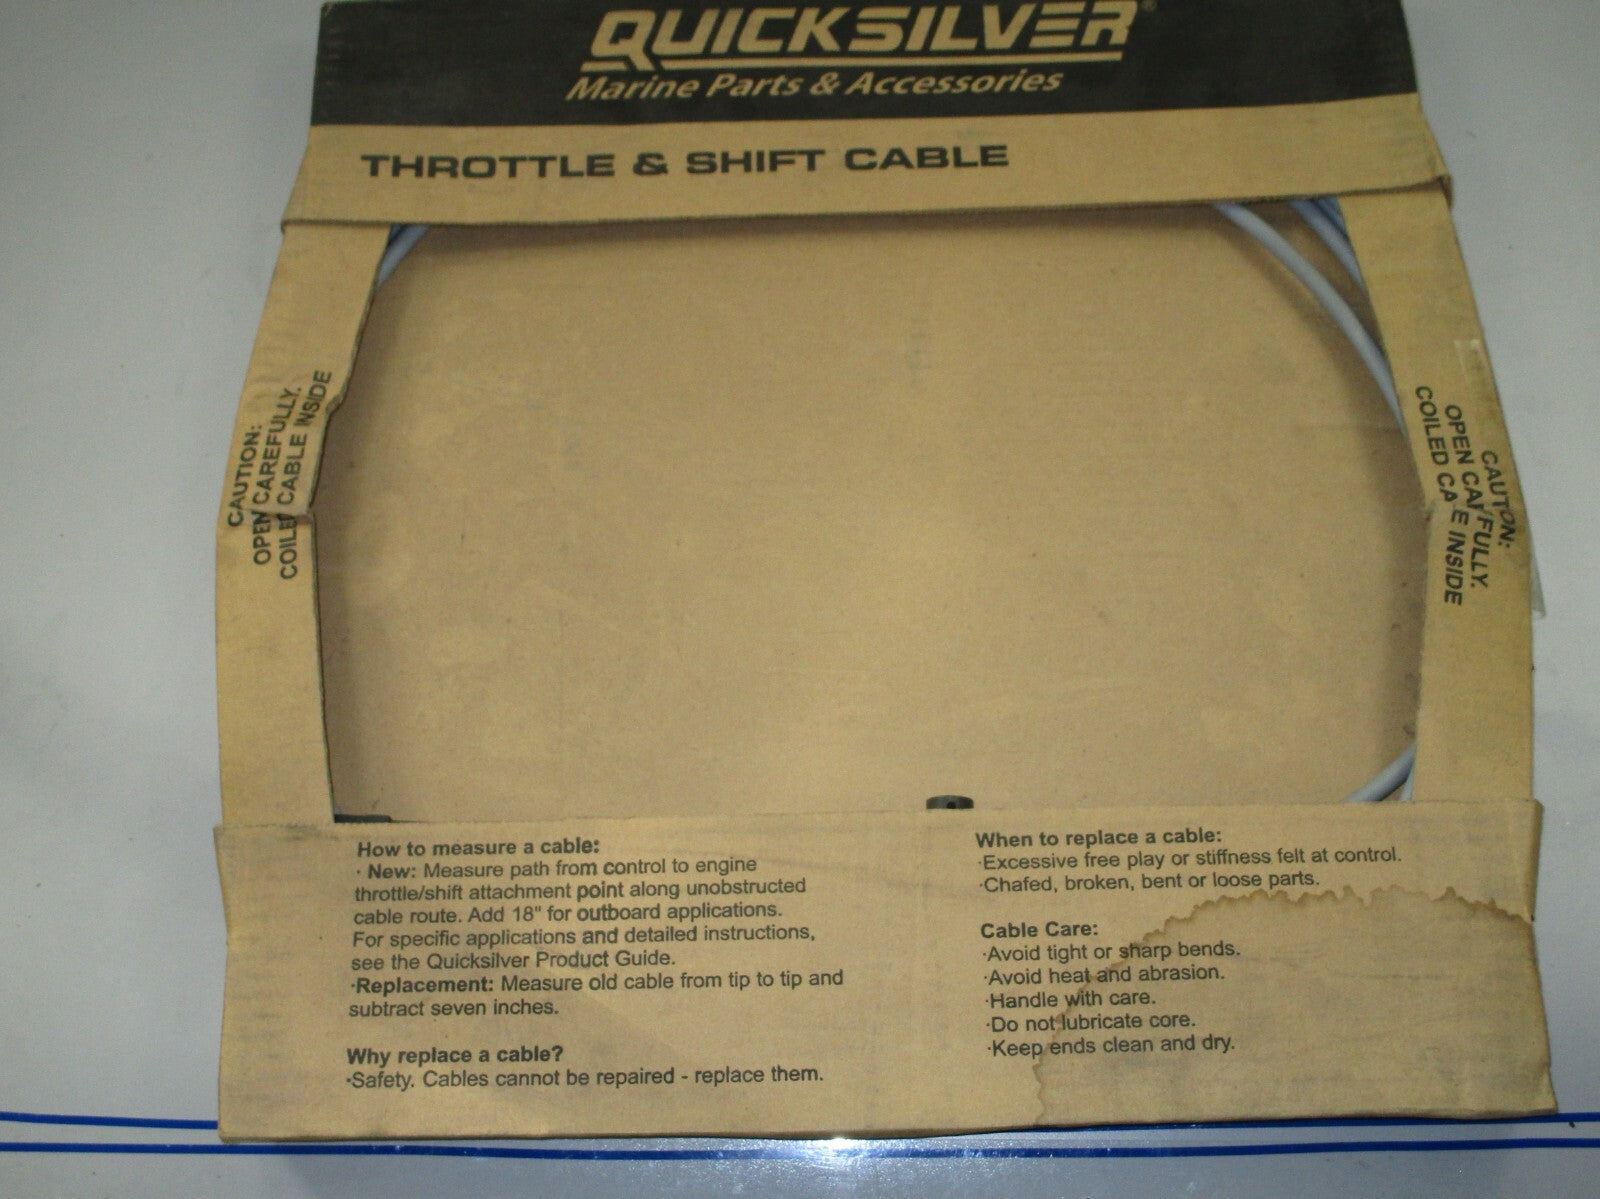 QUICKSILVER®
Marine Parts & Accessories
THROTTLE & SHIFT CABLE
CAUTION:
OPEN CAREFULLY.
COILED CABLE INSIDE
CAUTION:
OPEN CAREFULLY.
COILED CABLE INSIDE
How to measure a cable:
· New: Measure path from control to engine
throttle/shift attachment point along unobstructed
cable route. Add 18" for outboard applications.
For specific applications and detailed instructions,
see the Quicksilver Product Guide.
·Replacement: Measure old cable from tip to tip and
subtract seven inches.
Why replace a cable?
·Safety. Cables cannot be repaired - replace them.
When to replace a cable:
·Excessive free play or stiffness felt at control.
·Chafed, broken, bent or loose parts.
Cable Care:
·Avoid tight or sharp bends.
·Avoid heat and abrasion.
·Handle with care.
·Do not lubricate core.
·Keep ends clean and dry.